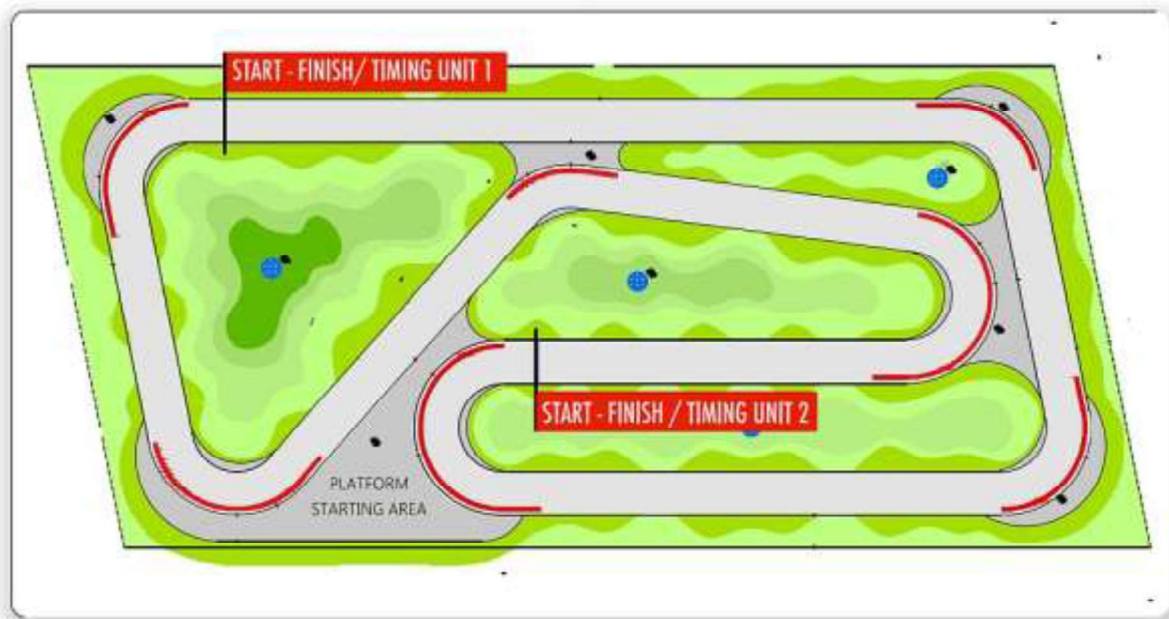 START - FINISH/ TIMING UNIT 1
START - FINISH / TIMING UNIT 2
PLATFORM
STARTING AREA